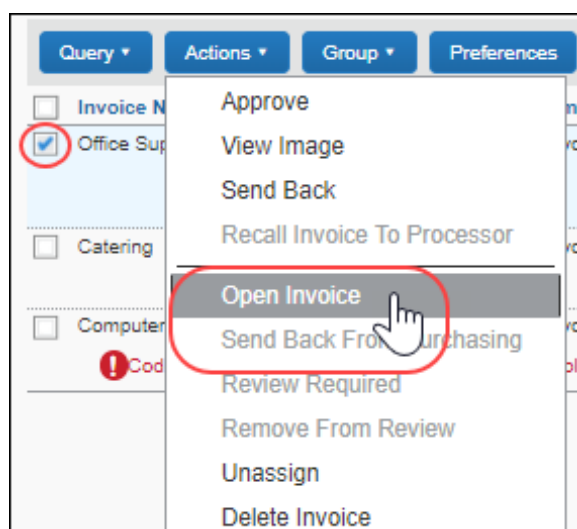 Query Actions Group Preferences
Invoice N
Office Sup
Catering
Computer
Cod
Approve
View Image
Send Back
Recall Invoice To Processor
Open Invoice
Send Back From Purchasing
Review Required
Remove From Review
Unassign
Delete Invoice